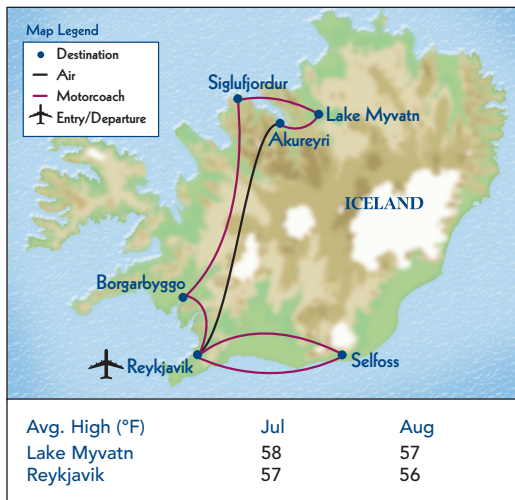 Map Legend
Destination
Air
Motorcoach
Entry/Departure
Siglufjordur
Lake Myvatn
Akureyri
ICELAND
Borgarbyggo
Reykjavik
Selfoss
Avg. High (°F) Jul Aug
Lake Myvatn 58 57
Reykjavik 57 56